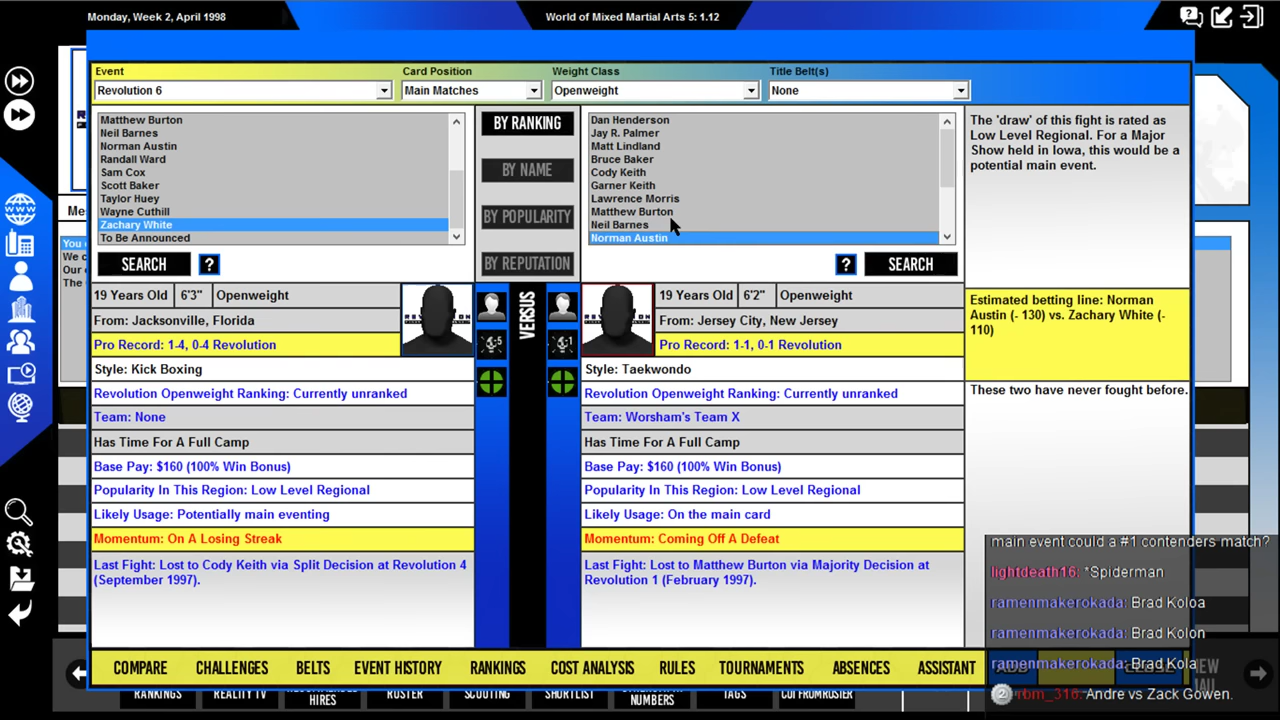 Monday, Week 2, April 1998
World of Mixed Martial Arts 5: 1.12
Event
Card Position
Weight Class
Title Belt(s)
Revolution 6
Main Matches
Openweight
None
Matthew Burton
Neil Barnes
Norman Austin
Randall Ward
Sam Cox
Scott Baker
Taylor Huey
Wayne Cuthill
Zachary White
To Be Announced
SEARCH
?
BY RANKING
BY NAME
BY POPULARITY
BY REPUTATION
Dan Henderson
Jay R. Palmer
Matt Lindland
Bruce Baker
Cody Keith
Garner Keith
Lawrence Morris
Matthew Burton
Neil Barnes
Norman Austin
?
SEARCH
The 'draw' of this fight is rated as
Low Level Regional. For a Major
Show held in Iowa, this would be a
potential main event.
Estimated betting line: Norman
Austin (- 130) vs. Zachary White (-
110)
These two have never fought before.
19 Years Old
6'3"
Openweight
From: Jacksonville, Florida
Pro Record: 1-4, 0-4 Revolution
Style: Kick Boxing
Revolution Openweight Ranking: Currently unranked
Team: None
Has Time For A Full Camp
Base Pay: $160 (100% Win Bonus)
Popularity In This Region: Low Level Regional
Likely Usage: Potentially main eventing
Momentum: On A Losing Streak
Last Fight: Lost to Cody Keith via Split Decision at Revolution 4
(September 1997).
VERSUS
19 Years Old
6'2"
Openweight
From: Jersey City, New Jersey
Pro Record: 1-1, 0-1 Revolution
Style: Taekwondo
Revolution Openweight Ranking: Currently unranked
Team: Worsham's Team X
Has Time For A Full Camp
Base Pay: $160 (100% Win Bonus)
Popularity In This Region: Low Level Regional
Likely Usage: On the main card
Momentum: Coming Off A Defeat
Last Fight: Lost to Matthew Burton via Majority Decision at
Revolution 1 (February 1997).
main event could a #1 contenders match?
lightdeath16: *Spiderman
ramenmakerokada: Brad Koloa
ramenmakerokada: Brad Kolon
ramenmakerokada: Brad Kola
rbm_316: Andre vs Zack Gowen.
COMPARE
CHALLENGES
BELTS
EVENT HISTORY
RANKINGS
COST ANALYSIS
RULES
TOURNAMENTS
ABSENCES
ASSISTANT
RANKINGS
REALITY TV
HIRES
ROSTER
SCOUTING
SHORTLIST
NUMBERS
TAGS